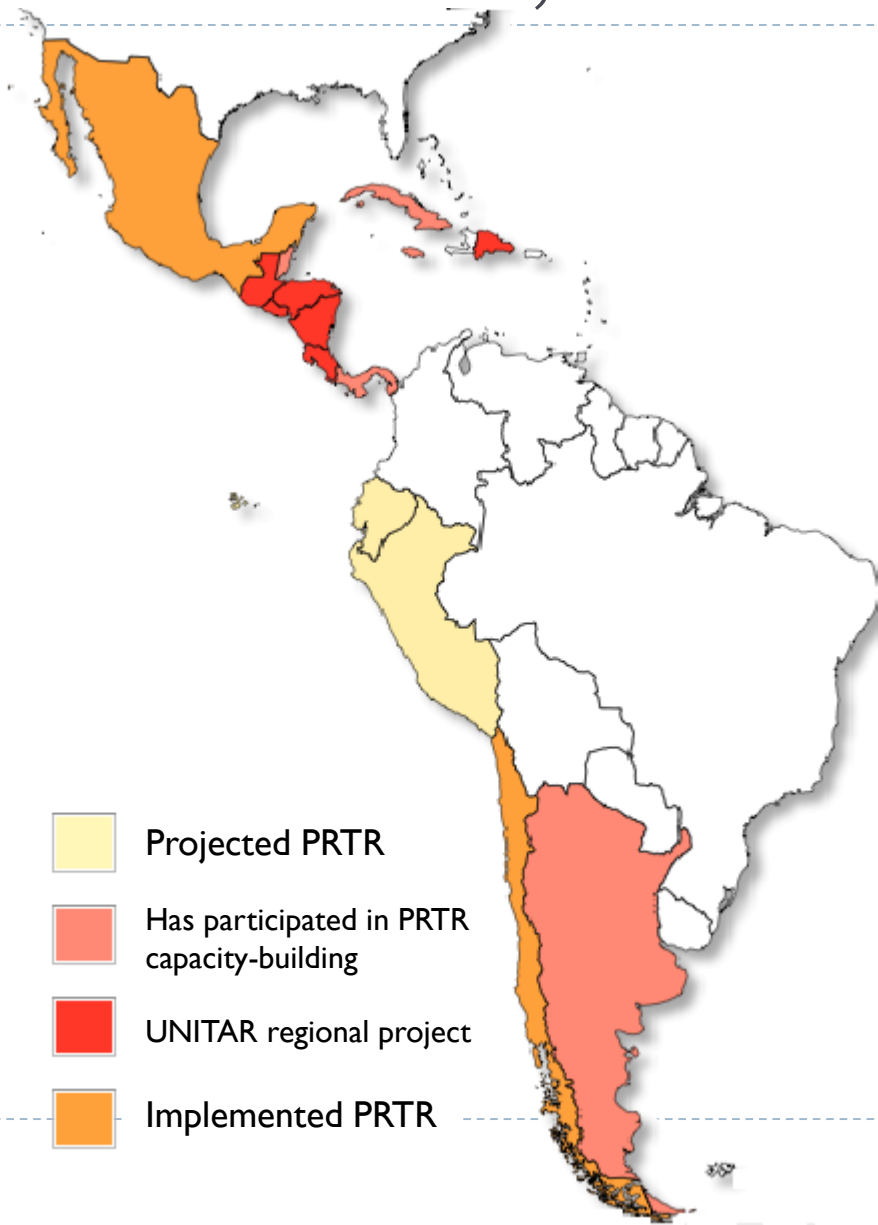 Projected PRTR
Has participated in PRTR
capacity-building
UNITAR regional project
Implemented PRTR